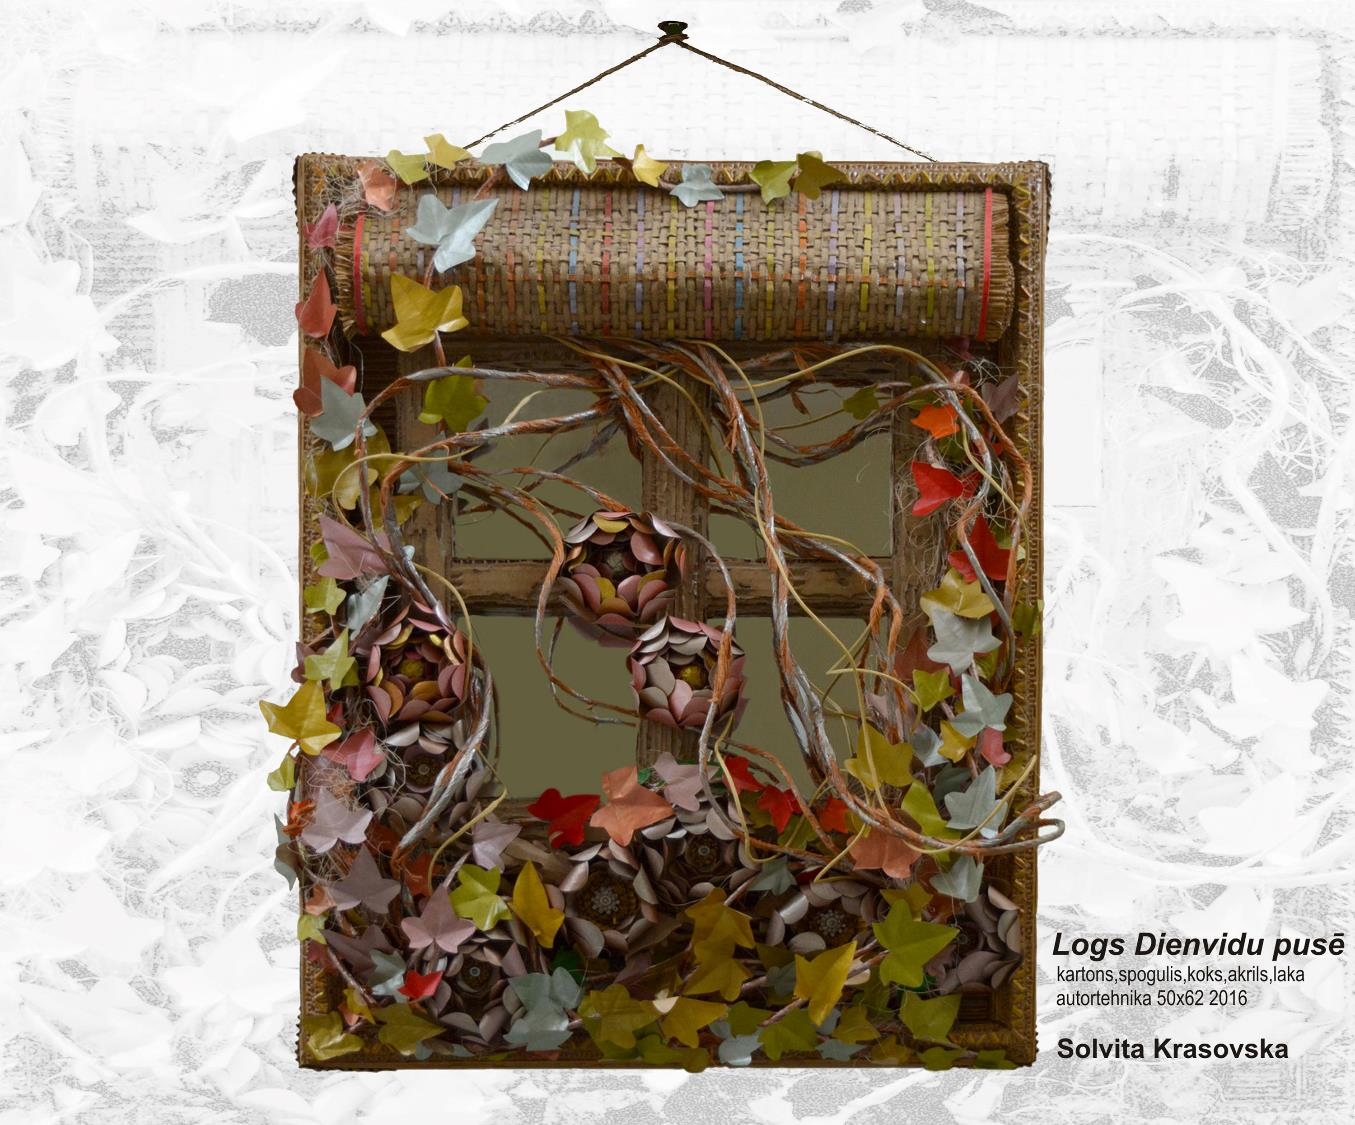 Logs Dienvidu pusē
kartons,spogulis,koks,akrils,laka
autortehnika 50x62 2016
Solvita Krasovska